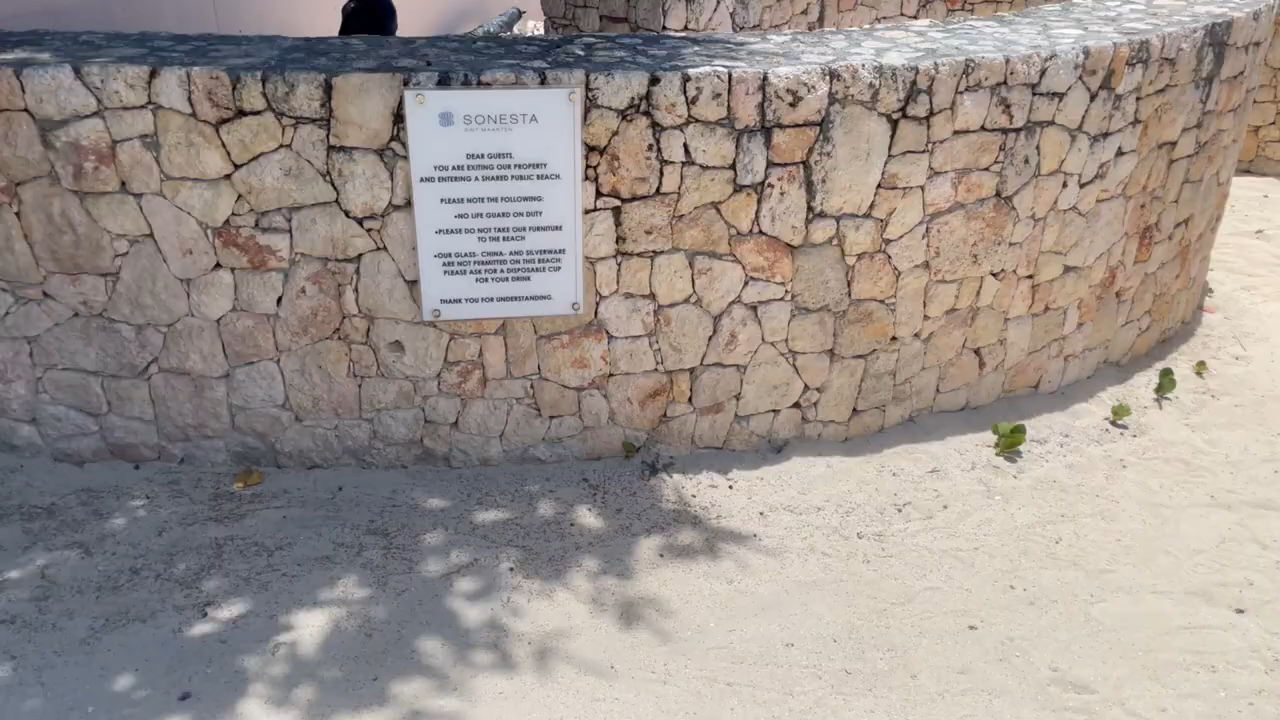 SONESTA
SINT MAARTEN
DEAR GUESTS,
YOU ARE EXITING OUR PROPERTY
AND ENTERING A SHARED PUBLIC BEACH.
PLEASE NOTE THE FOLLOWING:
•NO LIFE GUARD ON DUTY
•PLEASE DO NOT TAKE OUR FURNITURE
TO THE BEACH
•OUR GLASS- CHINA- AND SILVERWARE
ARE NOT PERMITTED ON THIS BEACH;
PLEASE ASK FOR A DISPOSABLE CUP
FOR YOUR DRINK
THANK YOU FOR UNDERSTANDING.